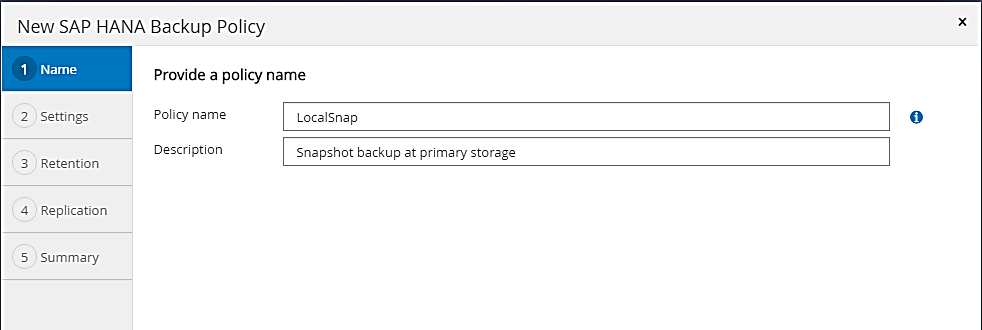 New SAP HANA Backup Policy
x
1 Name
2 Settings
3 Retention
4 Replication
5 Summary
Provide a policy name
Policy name LocalSnap i
Description Snapshot backup at primary storage